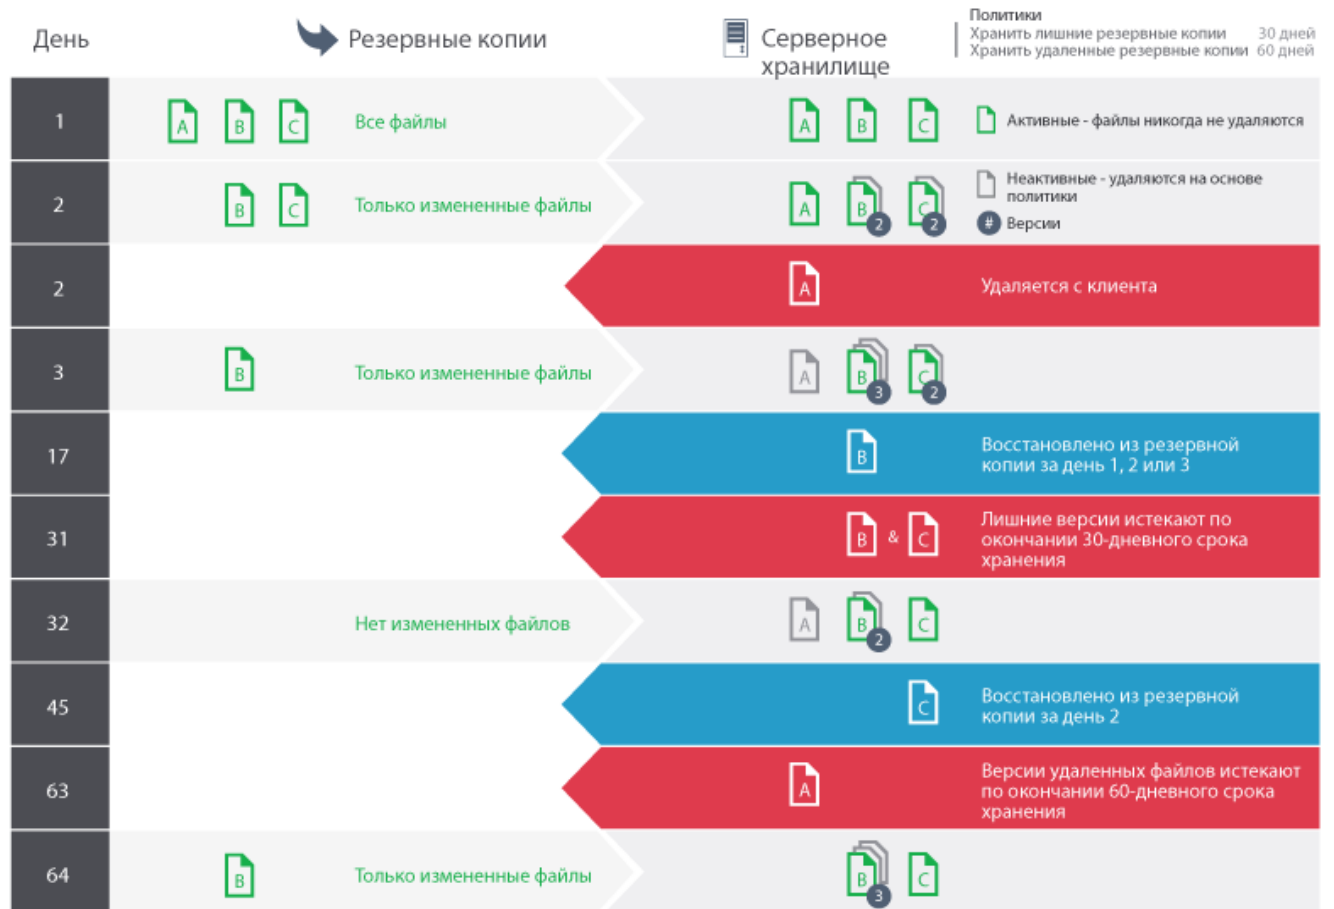 День
Резервные копии
Серверное
хранилище
Политики
Хранить лишние резервные копии 30 дней
Хранить удаленные резервные копии 60 дней
1
A B C
Все файлы
A B C
Активные - файлы никогда не удаляются
2
B C
Только измененные файлы
A B 2 C 2
Неактивные - удаляются на основе
политики
# Версии
2
A
Удаляется с клиента
3
B
Только измененные файлы
A B 3 C 2
17
B
Восстановлено из резервной
копии за день 1, 2 или 3
31
B & C
Лишние версии истекают по
окончании 30-дневного срока
хранения
32
Нет измененных файлов
A B 2 C
45
C
Восстановлено из резервной
копии за день 2
63
A
Версии удаленных файлов истекают
по окончании 60-дневного срока
хранения
64
B
Только измененные файлы
B 3 C